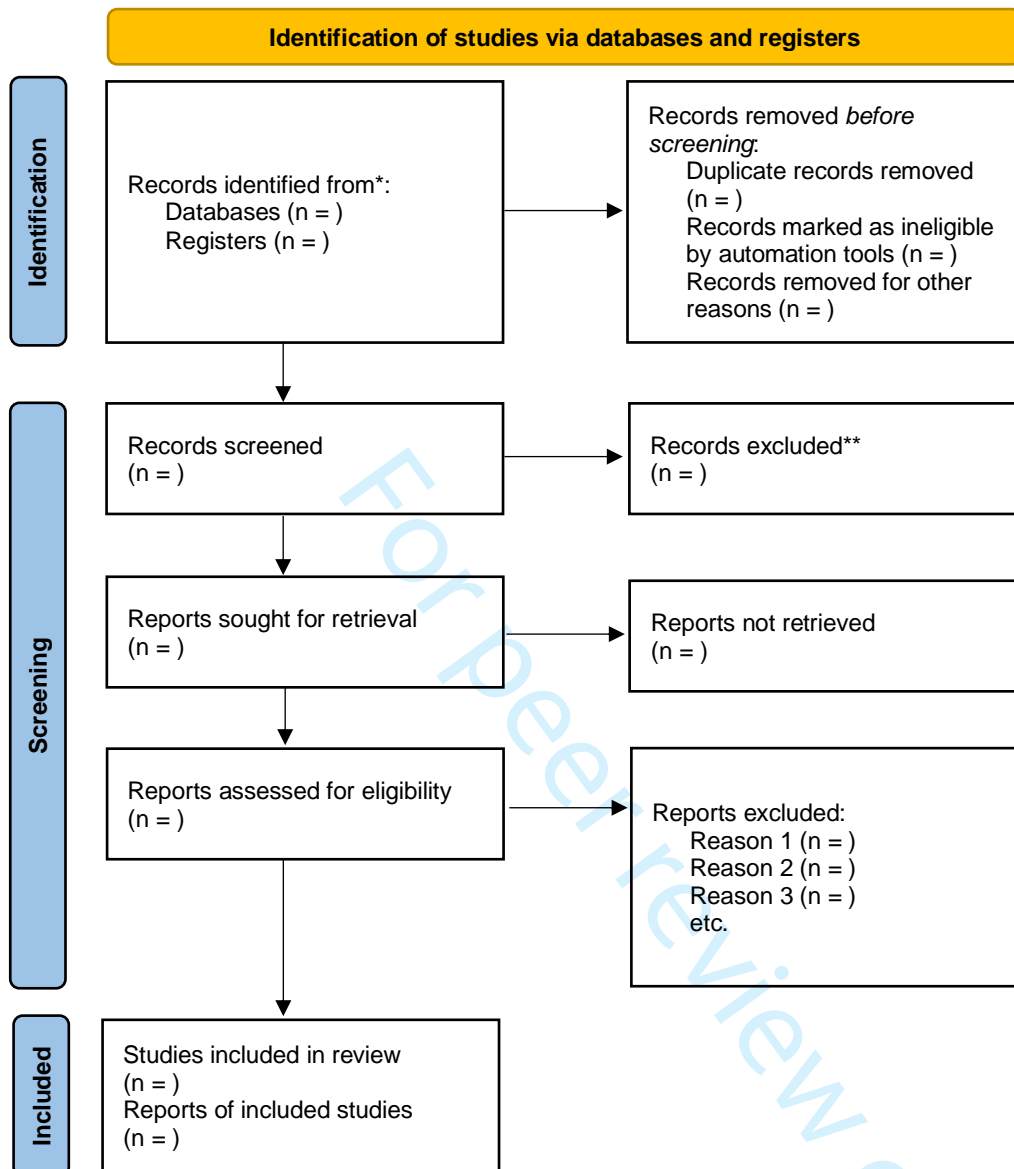 Identification of studies via databases and registers
Identification
Records identified from*:
Databases (n = )
Registers (n = )
Records removed before
screening:
Duplicate records removed
(n = )
Records marked as ineligible
by automation tools (n = )
Records removed for other
reasons (n = )
Screening
Records screened
(n = )
Records excluded**
(n = )
Reports sought for retrieval
(n = )
Reports not retrieved
(n = )
Reports assessed for eligibility
(n = )
Reports excluded:
Reason 1 (n = )
Reason 2 (n = )
Reason 3 (n = )
etc.
Included
Studies included in review
(n = )
Reports of included studies
(n = )
For peer review